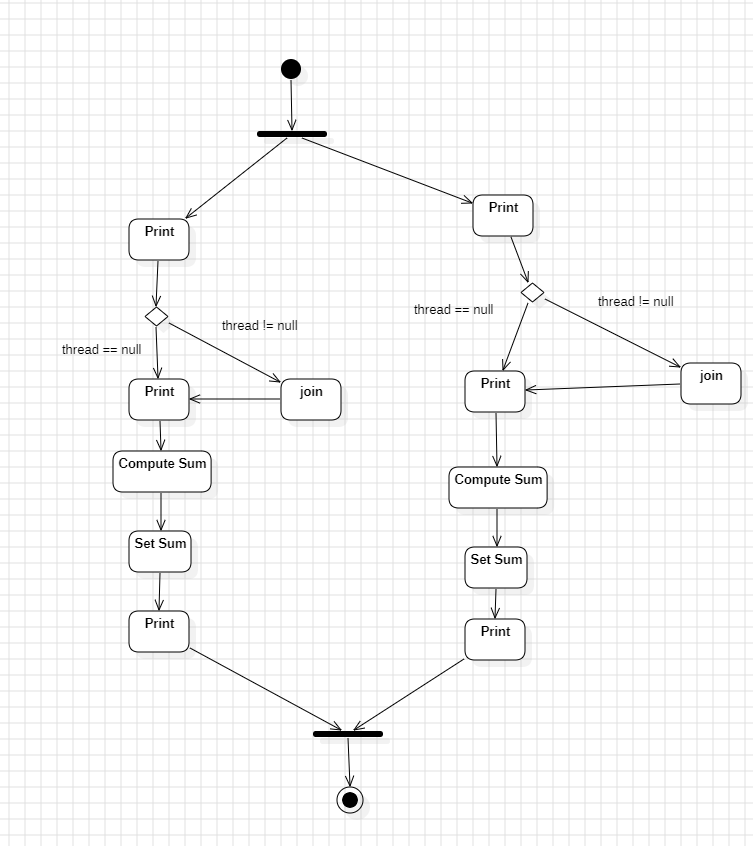 Print
Print
thread != null
thread == null
thread != null
thread == null
Print
join
Compute Sum
Set Sum
Print
join
Print
Compute Sum
Set Sum
Print